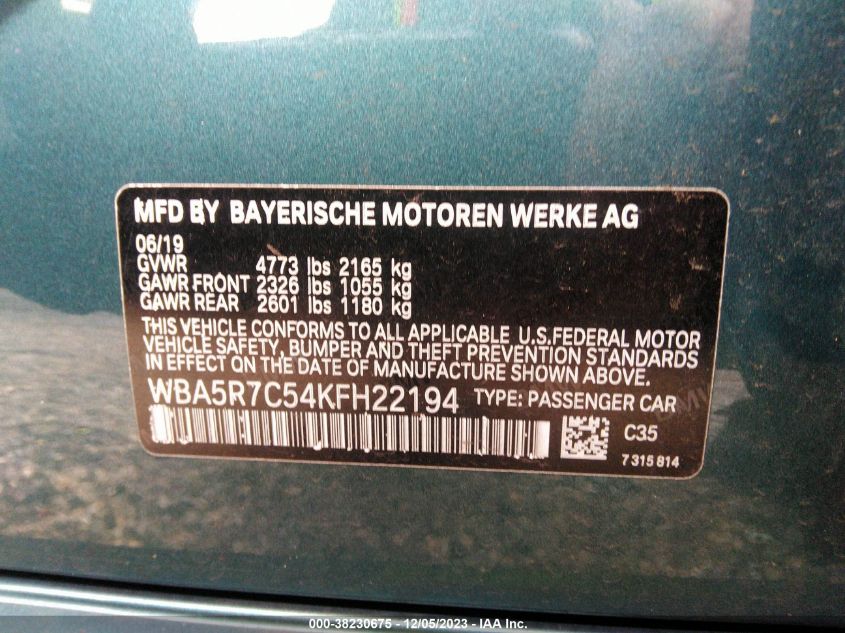 MFD BY BAYERISCHE MOTOREN WERKE AG
06/19
GVWR 4773 lbs 2165 kg
GAWR FRONT 2326 lbs 1055 kg
GAWR REAR 2601 lbs 1180 kg
THIS VEHICLE CONFORMS TO ALL APPLICABLE U.S.FEDERAL MOTOR
VEHICLE SAFETY, BUMPER AND THEFT PREVENTION STANDARDS
IN EFFECT ON THE DATE OF MANUFACTURE SHOWN ABOVE.
WBA5R7C54KFH22194 TYPE: PASSENGER CAR
C35
7315814
000-38230675 - 12/05/2023 - IAA Inc.